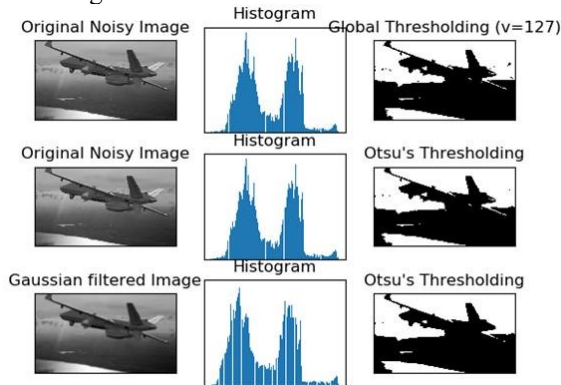 Histogram
Original Noisy Image
Global Thresholding (v=127)
Histogram
Original Noisy Image
Otsu's Thresholding
Histogram
Gaussian filtered Image
Otsu's Thresholding